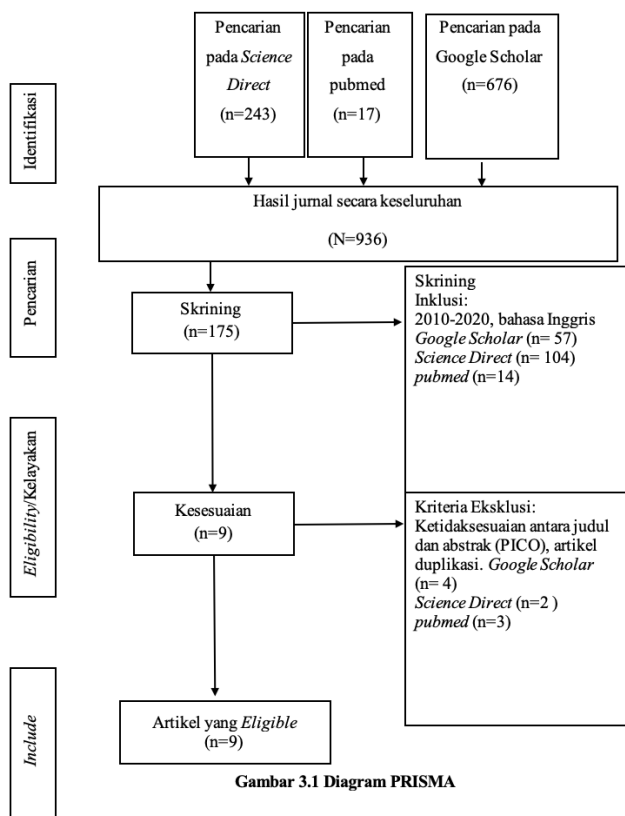 Pencarian
pada Science
Direct
(n=243)
Pencarian
pada
pubmed
(n=17)
Pencarian pada
Google Scholar
(n=676)
Identifikasi
Hasil jurnal secara keseluruhan
(N=936)
Pencarian
Skrining
(n=175)
Skrining
Inklusi:
2010-2020, bahasa Inggris
Google Scholar (n= 57)
Science Direct (n= 104)
pubmed (n=14)
Eligibility/Kelayakan
Kesesuaian
(n=9)
Kriteria Eksklusi:
Ketidaksesuaian antara judul
dan abstrak (PICO), artikel
duplikasi. Google Scholar
(n= 4)
Science Direct (n=2 )
pubmed (n=3)
Include
Artikel yang Eligible
(n=9)
Gambar 3.1 Diagram PRISMA